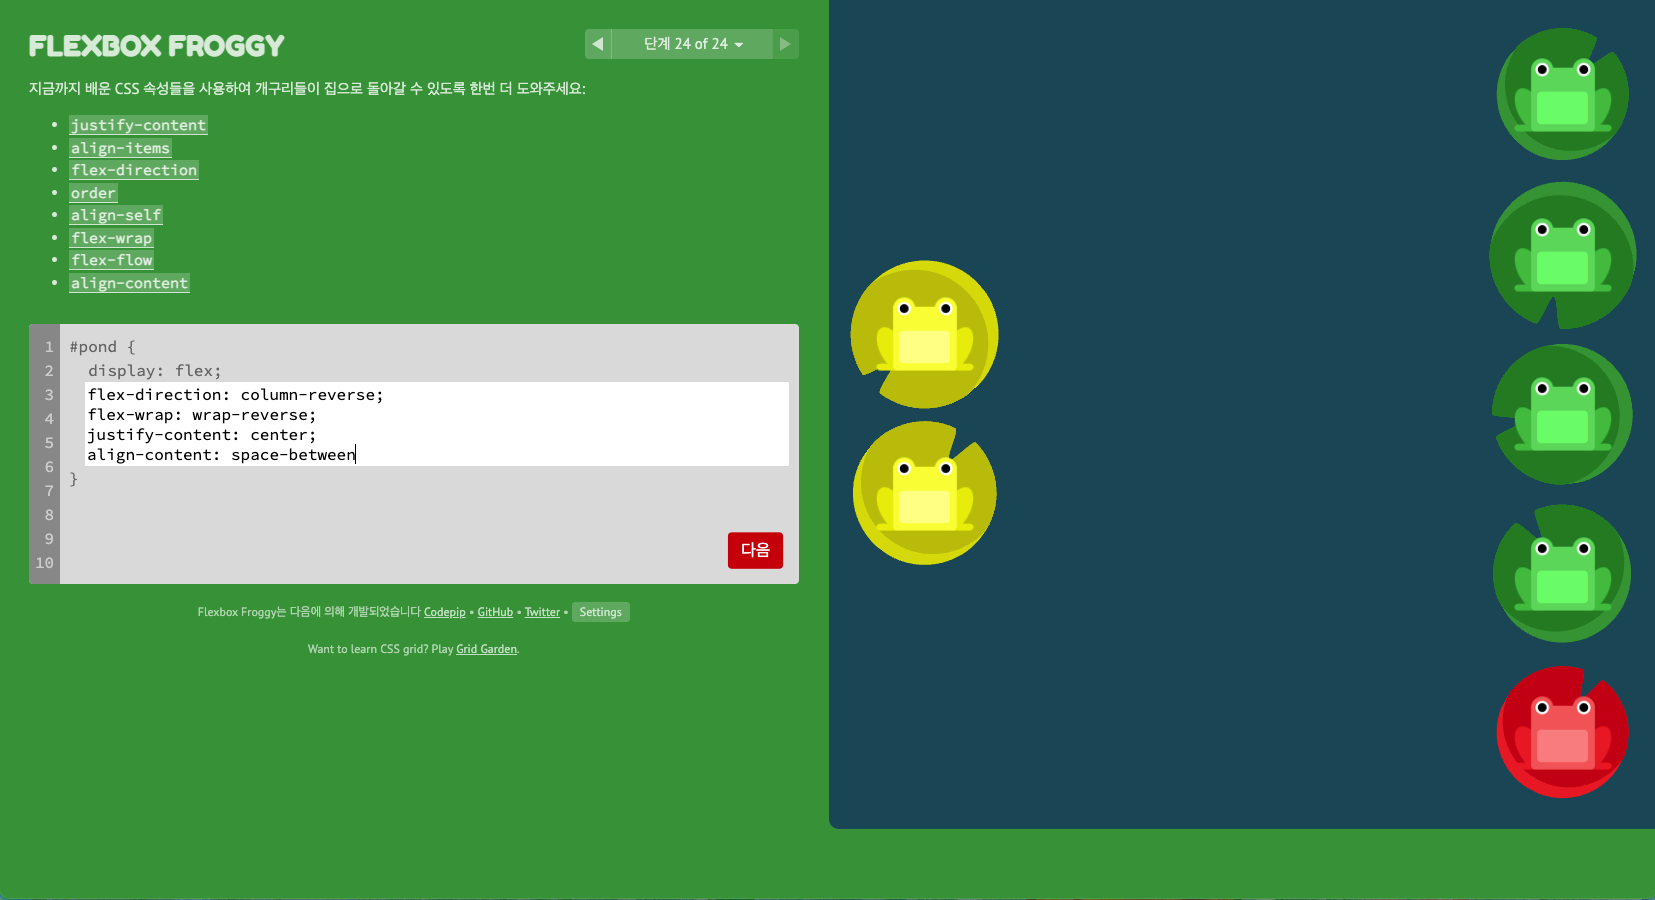 FLEXBOX FROGGY
단계 24 of 24
지금까지 배운 CSS 속성들을 사용하여 개구리들이 집으로 돌아갈 수 있도록 한번 더 도와주세요:
justify-content
align-items
flex-direction
order
align-self
flex-wrap
flex-flow
align-content
1
2
3
4
5
6
7
8
9
10
#pond {
display: flex;
flex-direction: column-reverse;
flex-wrap: wrap-reverse;
justify-content: center;
align-content: space-between
}
다음
Flexbox Froggy는 다음에 의해 개발되었습니다 Codepip • GitHub • Twitter • Settings
Want to learn CSS grid? Play Grid Garden.